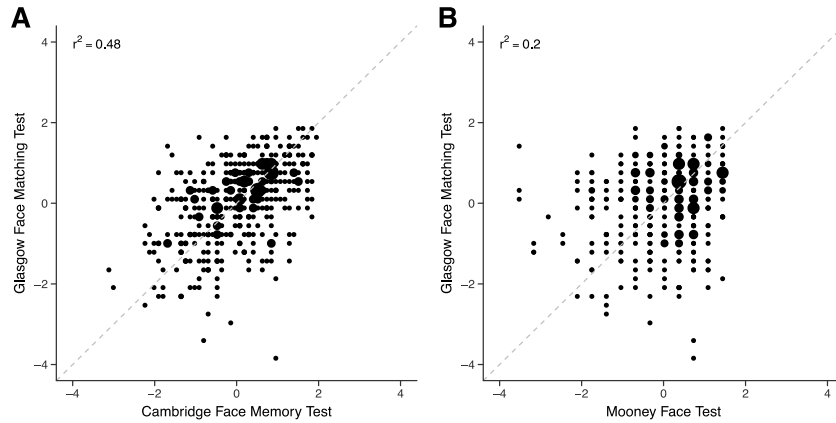 A
r² = 0.48
4
2
0
−2
−4
Glasgow Face Matching Test
−4
−2
0
2
4
Cambridge Face Memory Test
B
r² = 0.2
4
2
0
−2
−4
Glasgow Face Matching Test
−4
−2
0
2
4
Mooney Face Test